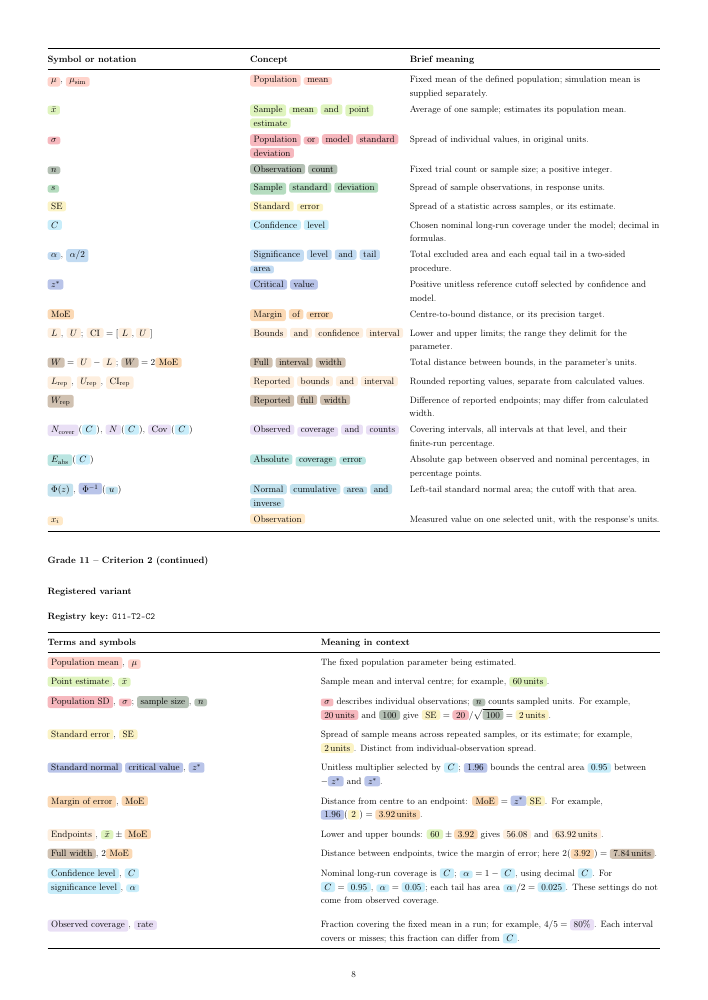 Symbol or notation Concept Brief meaning
μ, μsim Population mean Fixed mean of the defined population; simulation mean is
supplied separately.
x̄ Sample mean and point Average of one sample; estimates its population mean.
estimate
σ Population or model standard Spread of individual values, in original units.
deviation
n Observation count Fixed trial count or sample size; a positive integer.
s Sample standard deviation Spread of sample observations, in response units.
SE Standard error Spread of a statistic across samples, or its estimate.
C Confidence level Chosen nominal long-run coverage under the model; decimal in
formulas.
α, α/2 Significance level and tail Total excluded area and each equal tail in a two-sided
area procedure.
z* Critical value Positive unitless reference cutoff selected by confidence and
model.
MoE Margin of error Centre-to-bound distance, or its precision target.
L, U; CI = [L, U] Bounds and confidence interval Lower and upper limits; the range they delimit for the
parameter.
W = U − L; W = 2 MoE Full interval width Total distance between bounds, in the parameter's units.
Lrep, Urep, CIrep Reported bounds and interval Rounded reporting values, separate from calculated values.
Wrep Reported full width Difference of reported endpoints; may differ from calculated
width.
Ncover(C), N(C), Cov(C) Observed coverage and counts Covering intervals, all intervals at that level, and their
finite-run percentage.
Eabs(C) Absolute coverage error Absolute gap between observed and nominal percentages, in
percentage points.
Φ(z), Φ⁻¹(u) Normal cumulative area and Left-tail standard normal area; the cutoff with that area.
inverse
xi Observation Measured value on one selected unit, with the response's units.
Grade 11 – Criterion 2 (continued)
Registered variant
Registry key: G11-T2-C2
Terms and symbols Meaning in context
Population mean, μ The fixed population parameter being estimated.
Point estimate, x̄ Sample mean and interval centre; for example, 60 units.
Population SD, σ; sample size, n σ describes individual observations; n counts sampled units. For example,
20 units and 100 give SE = 20/√100 = 2 units.
Standard error, SE Spread of sample means across repeated samples, or its estimate; for example,
2 units. Distinct from individual-observation spread.
Standard normal critical value, z* Unitless multiplier selected by C; 1.96 bounds the central area 0.95 between
−z* and z*.
Margin of error, MoE Distance from centre to an endpoint: MoE = z* SE. For example,
1.96(2) = 3.92 units.
Endpoints, x̄ ± MoE Lower and upper bounds: 60 ± 3.92 gives 56.08 and 63.92 units.
Full width, 2 MoE Distance between endpoints, twice the margin of error; here 2(3.92) = 7.84 units.
Confidence level, C Nominal long-run coverage is C; α = 1 − C, using decimal C. For
significance level, α C = 0.95, α = 0.05; each tail has area α/2 = 0.025. These settings do not
come from observed coverage.
Observed coverage, rate Fraction covering the fixed mean in a run; for example, 4/5 = 80%. Each interval
covers or misses; this fraction can differ from C.
8